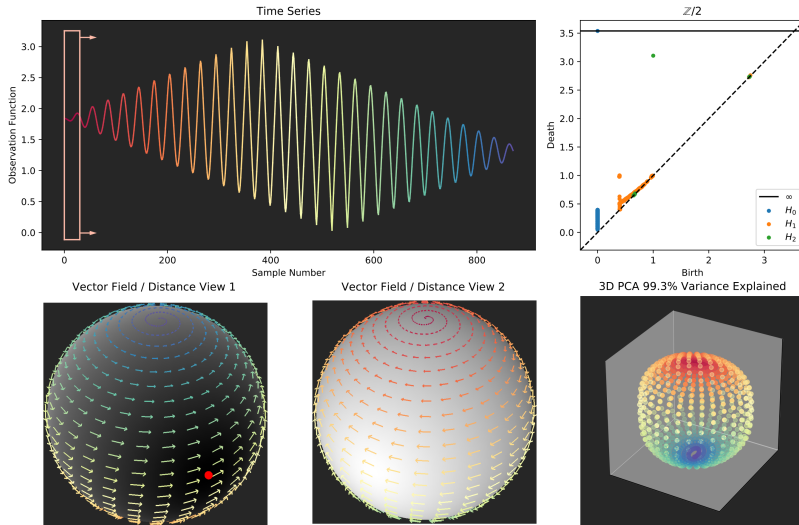 Time Series
Observation Function
3.0
2.5
2.0
1.5
1.0
0.5
0.0
0
200
400
600
800
Sample Number
ℤ/2
Death
3.5
3.0
2.5
2.0
1.5
1.0
0.5
0.0
∞
H₀
H₁
H₂
0
1
2
3
Birth
Vector Field / Distance View 1
Vector Field / Distance View 2
3D PCA 99.3% Variance Explained